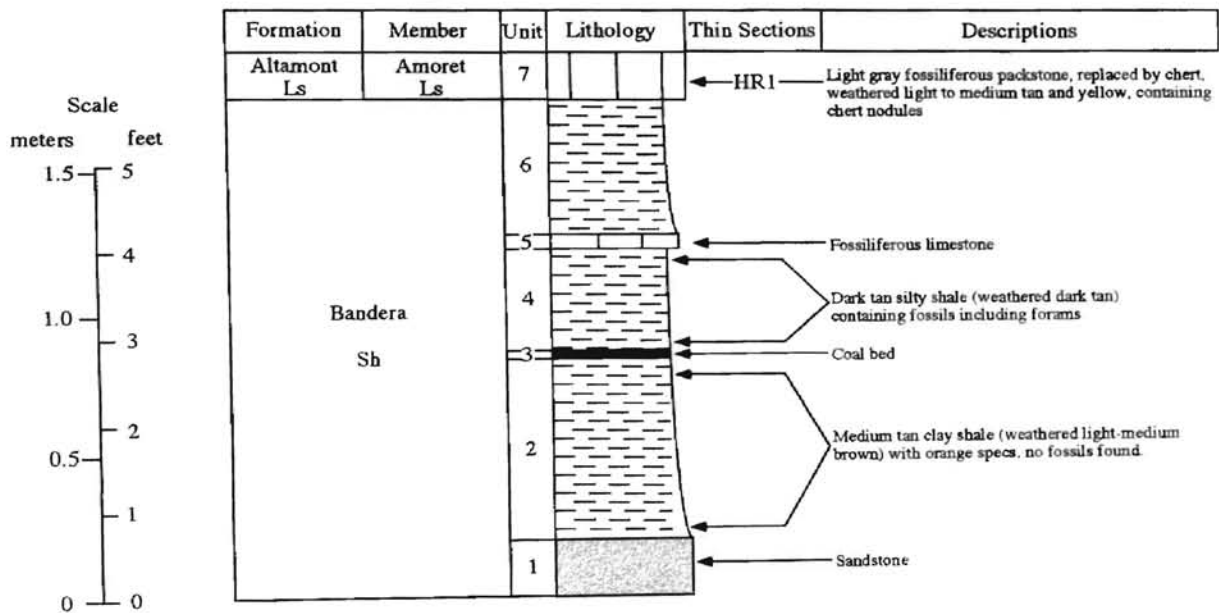 Formation Member Unit Lithology Thin Sections Descriptions
Altamont
Ls
Amoret
Ls
7
HR1
Light gray fossiliferous packstone, replaced by chert,
weathered light to medium tan and yellow, containing
chert nodules
Scale
meters feet
1.5 5
4
1.0
3
2
0.5
1
0 0
Bandera
Sh
6
5
Fossiliferous limestone
4
Dark tan silty shale (weathered dark tan)
containing fossils including forams
3
Coal bed
2
Medium tan clay shale (weathered light-medium
brown) with orange specs, no fossils found.
1
Sandstone